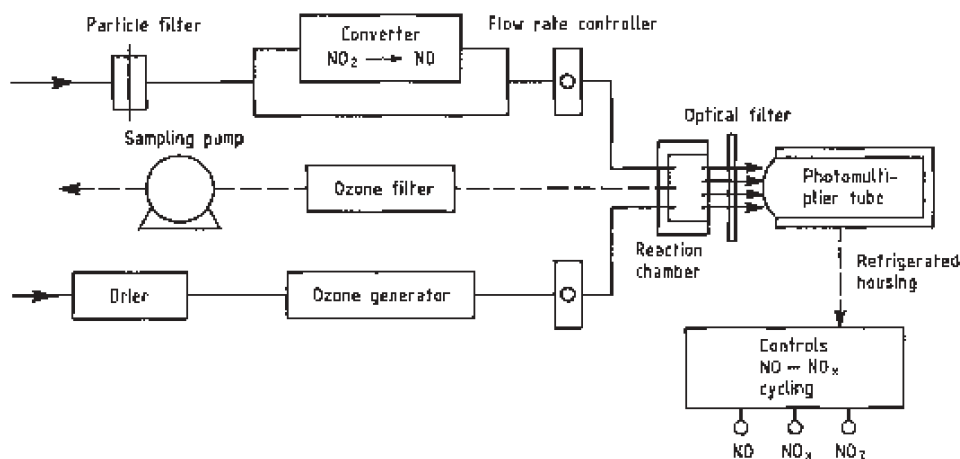 Particle filter
Converter
NO₂ → NO
Flow rate controller
Optical filter
Sampling pump
Ozone filter
Photomulti-
plier tube
Reaction
chamber
Refrigerated
housing
Drier
Ozone generator
Controls
NO – NOₓ
cycling
NO
NOₓ
NO₂